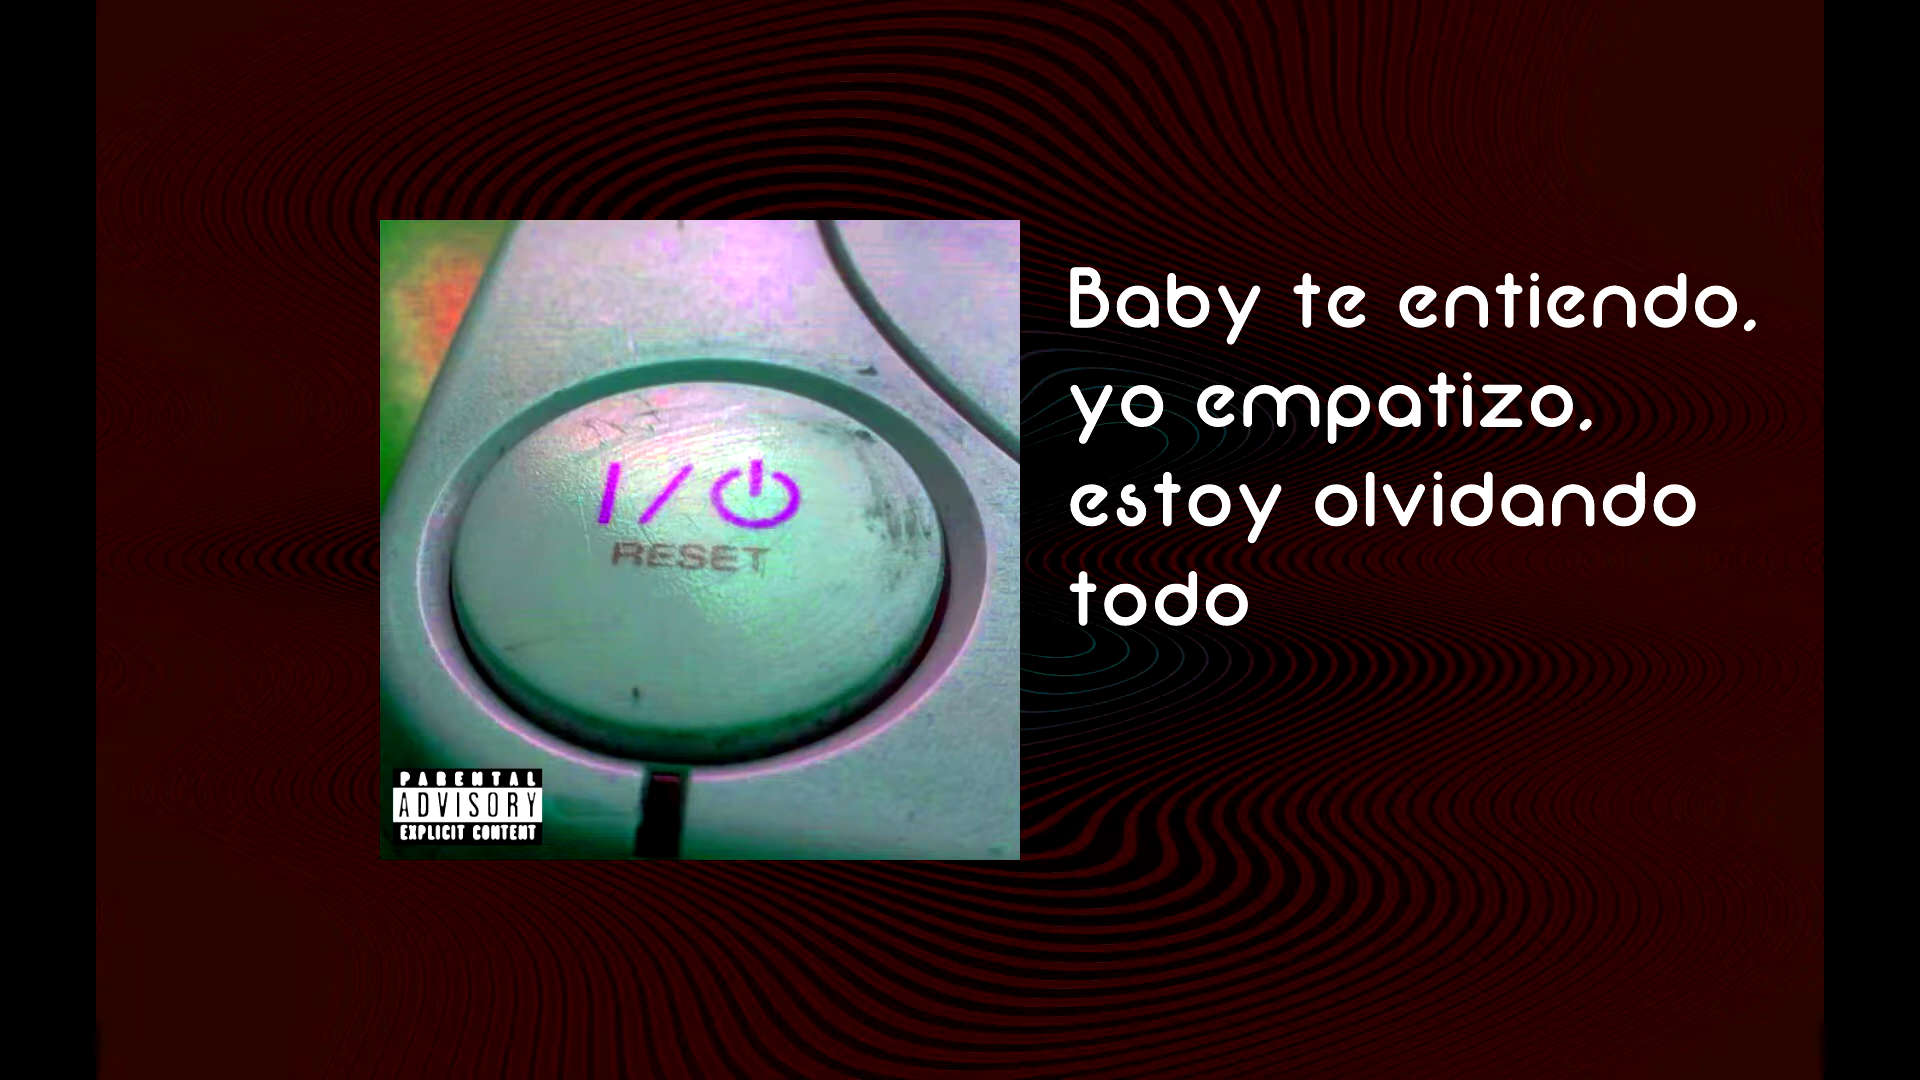 Baby te entiendo,
yo empatizo,
estoy olvidando
todo
I/⏻
RESET
PARENTAL
ADVISORY
EXPLICIT CONTENT